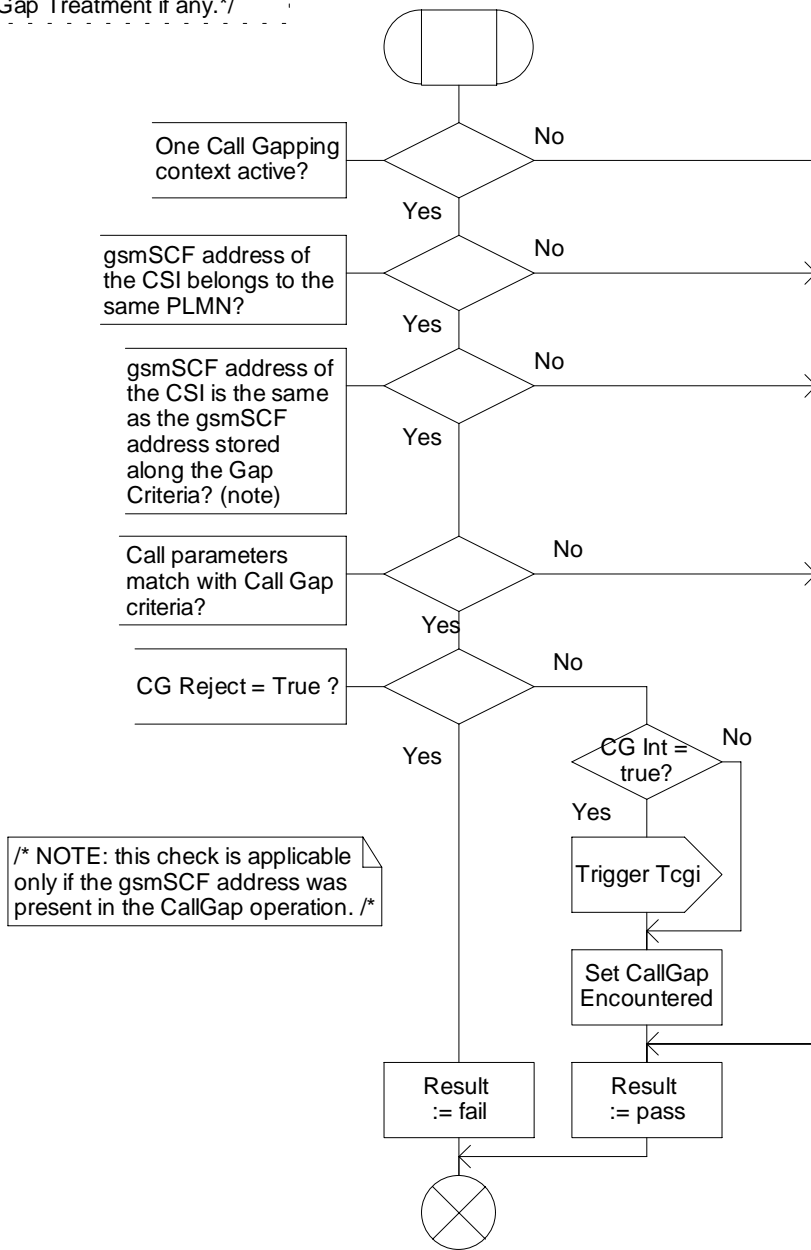 Gap Treatment if any.*/
One Call Gapping
context active?
No
Yes
gsmSCF address of
the CSI belongs to the
same PLMN?
No
Yes
gsmSCF address of
the CSI is the same
as the gsmSCF
address stored
along the Gap
Criteria? (note)
No
Yes
Call parameters
match with Call Gap
criteria?
No
Yes
CG Reject = True ?
No
Yes
CG Int =
true?
No
Yes
Trigger Tcgi
/* NOTE: this check is applicable
only if the gsmSCF address was
present in the CallGap operation. /*
Set CallGap
Encountered
Result
:= fail
Result
:= pass